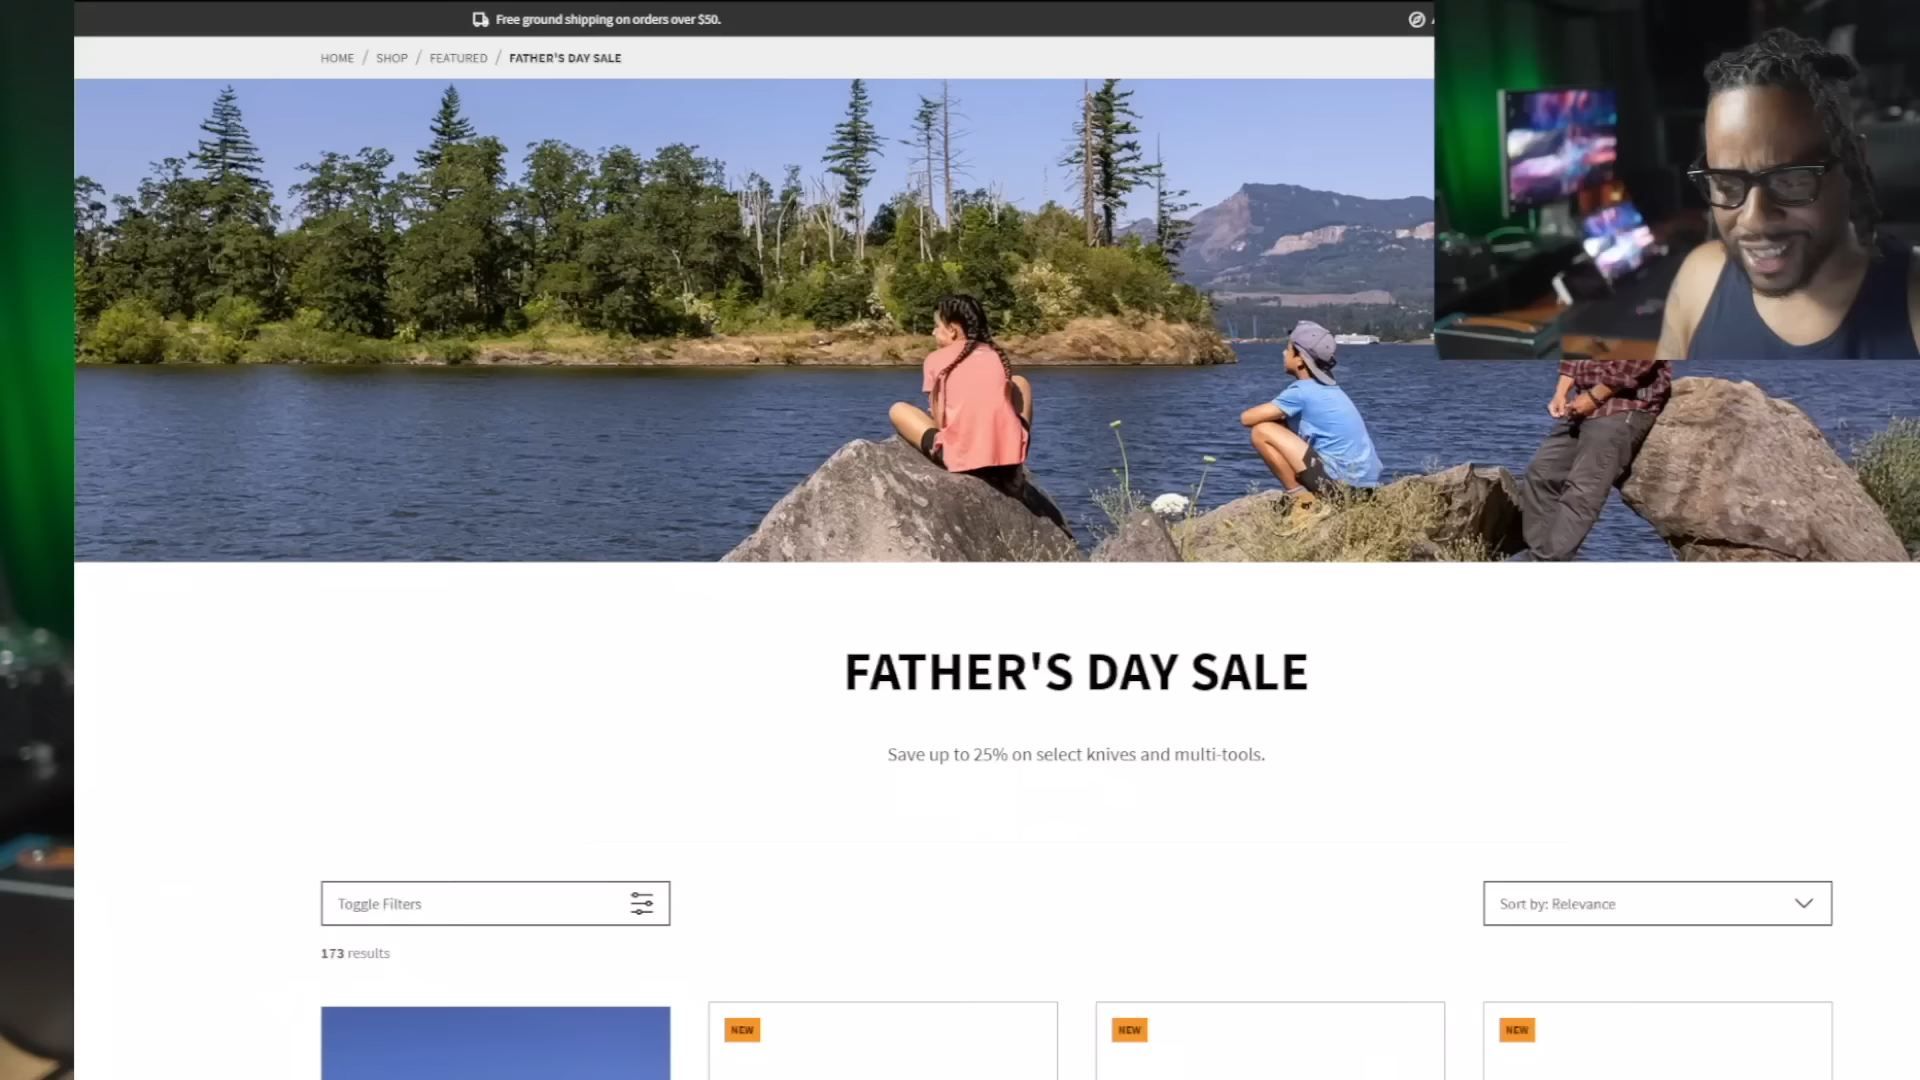 Free ground shipping on orders over $50.
HOME / SHOP / FEATURED / FATHER'S DAY SALE
FATHER'S DAY SALE
Save up to 25% on select knives and multi-tools.
Toggle Filters
Sort by: Relevance
173 results
NEW
NEW
NEW